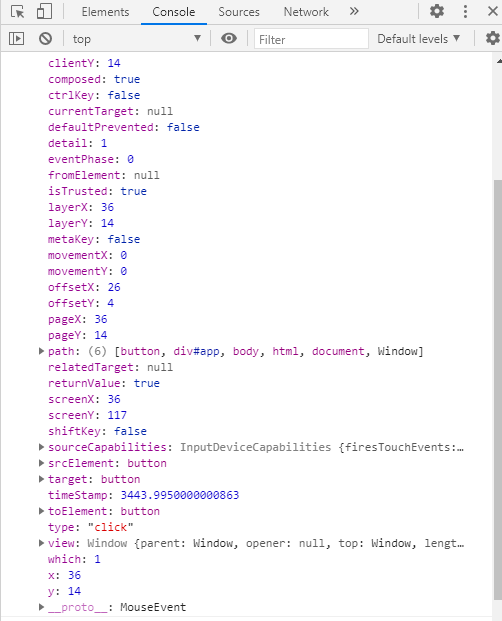 Elements Console Sources Network »
top Filter Default levels
clientY: 14
composed: true
ctrlKey: false
currentTarget: null
defaultPrevented: false
detail: 1
eventPhase: 0
fromElement: null
isTrusted: true
layerX: 36
layerY: 14
metaKey: false
movementX: 0
movementY: 0
offsetX: 26
offsetY: 4
pageX: 36
pageY: 14
path: (6) [button, div#app, body, html, document, Window]
relatedTarget: null
returnValue: true
screenX: 36
screenY: 117
shiftKey: false
sourceCapabilities: InputDeviceCapabilities {firesTouchEvents:…
srcElement: button
target: button
timeStamp: 3443.9950000000863
toElement: button
type: "click"
view: Window {parent: Window, opener: null, top: Window, lengt…
which: 1
x: 36
y: 14
__proto__: MouseEvent